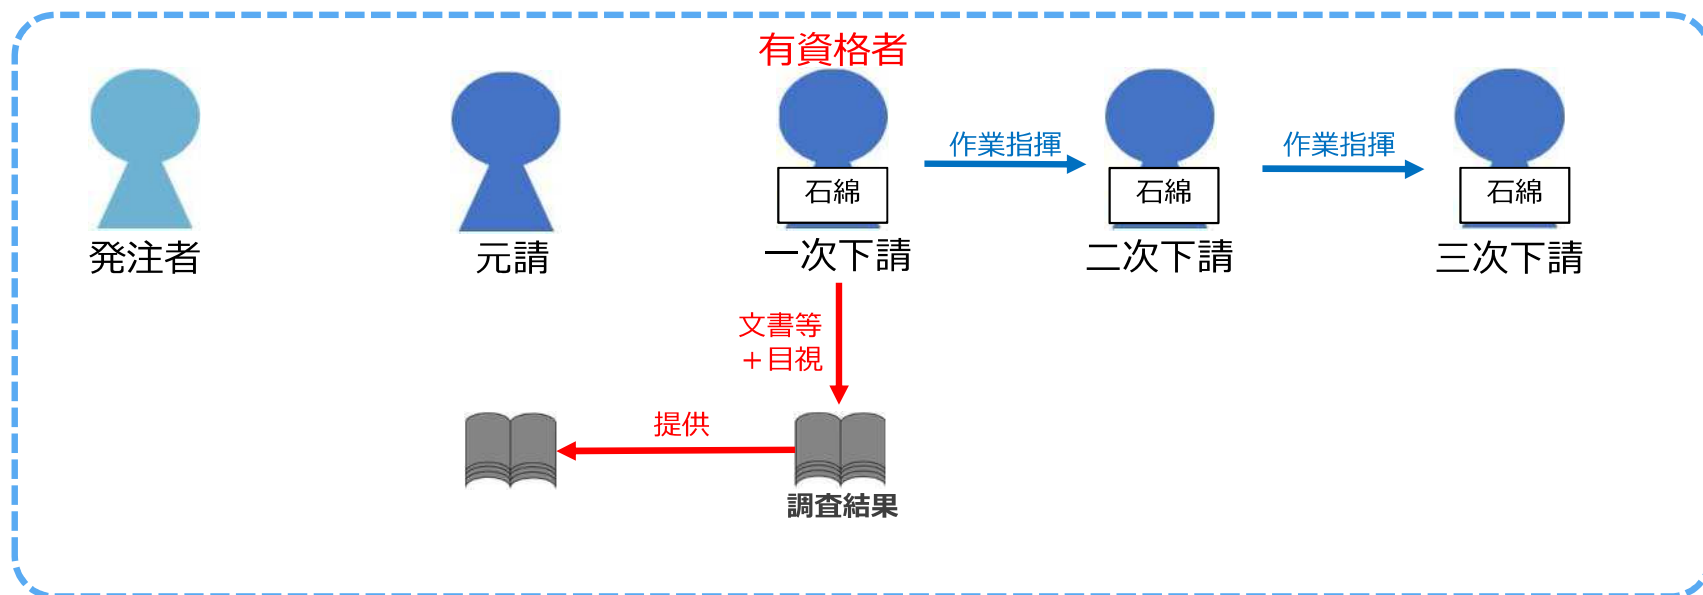 有資格者
作業指揮
作業指揮
石綿
石綿
石綿
発注者
元請
一次下請
二次下請
三次下請
文書等
＋目視
提供
調査結果